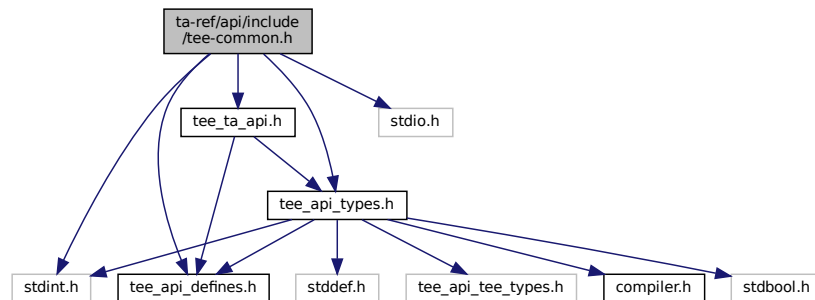 ta-ref/api/include
/tee-common.h
tee_ta_api.h
stdio.h
tee_api_types.h
stdint.h
tee_api_defines.h
stddef.h
tee_api_tee_types.h
compiler.h
stdbool.h